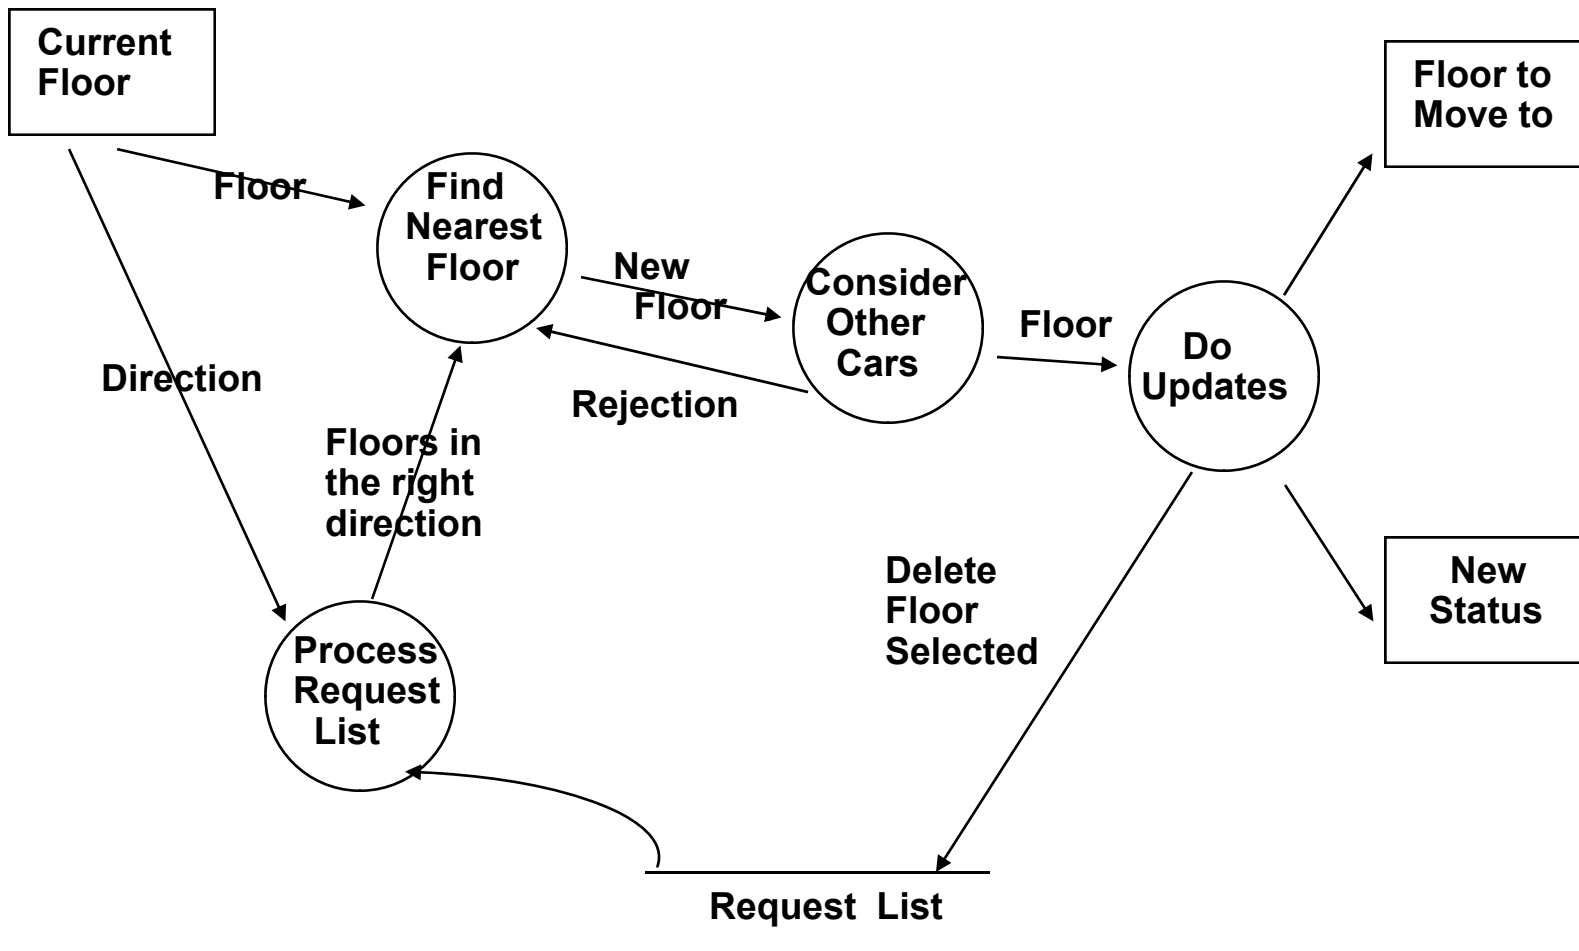 Current
Floor
Floor to
Move to
Floor
Find
Nearest
Floor
New
Floor
Consider
Other
Cars
Floor
Do
Updates
Direction
Rejection
Floors in
the right
direction
Delete
Floor
Selected
New
Status
Process
Request
List
Request List